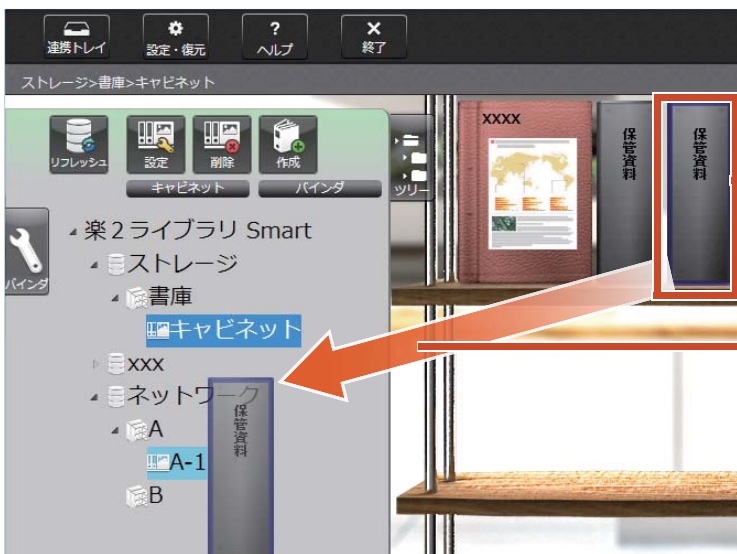 連携トレイ
設定・復元
?
ヘルプ
終了
ストレージ>書庫>キャビネット
リフレッシュ
設定
削除
作成
キャビネット
バインダ
ツリー
バインダ
楽2ライブラリ Smart
ストレージ
書庫
キャビネット
xxx
ネットワーク
A
A-1
B
保管資料
XXXX
保管資料
保管資料